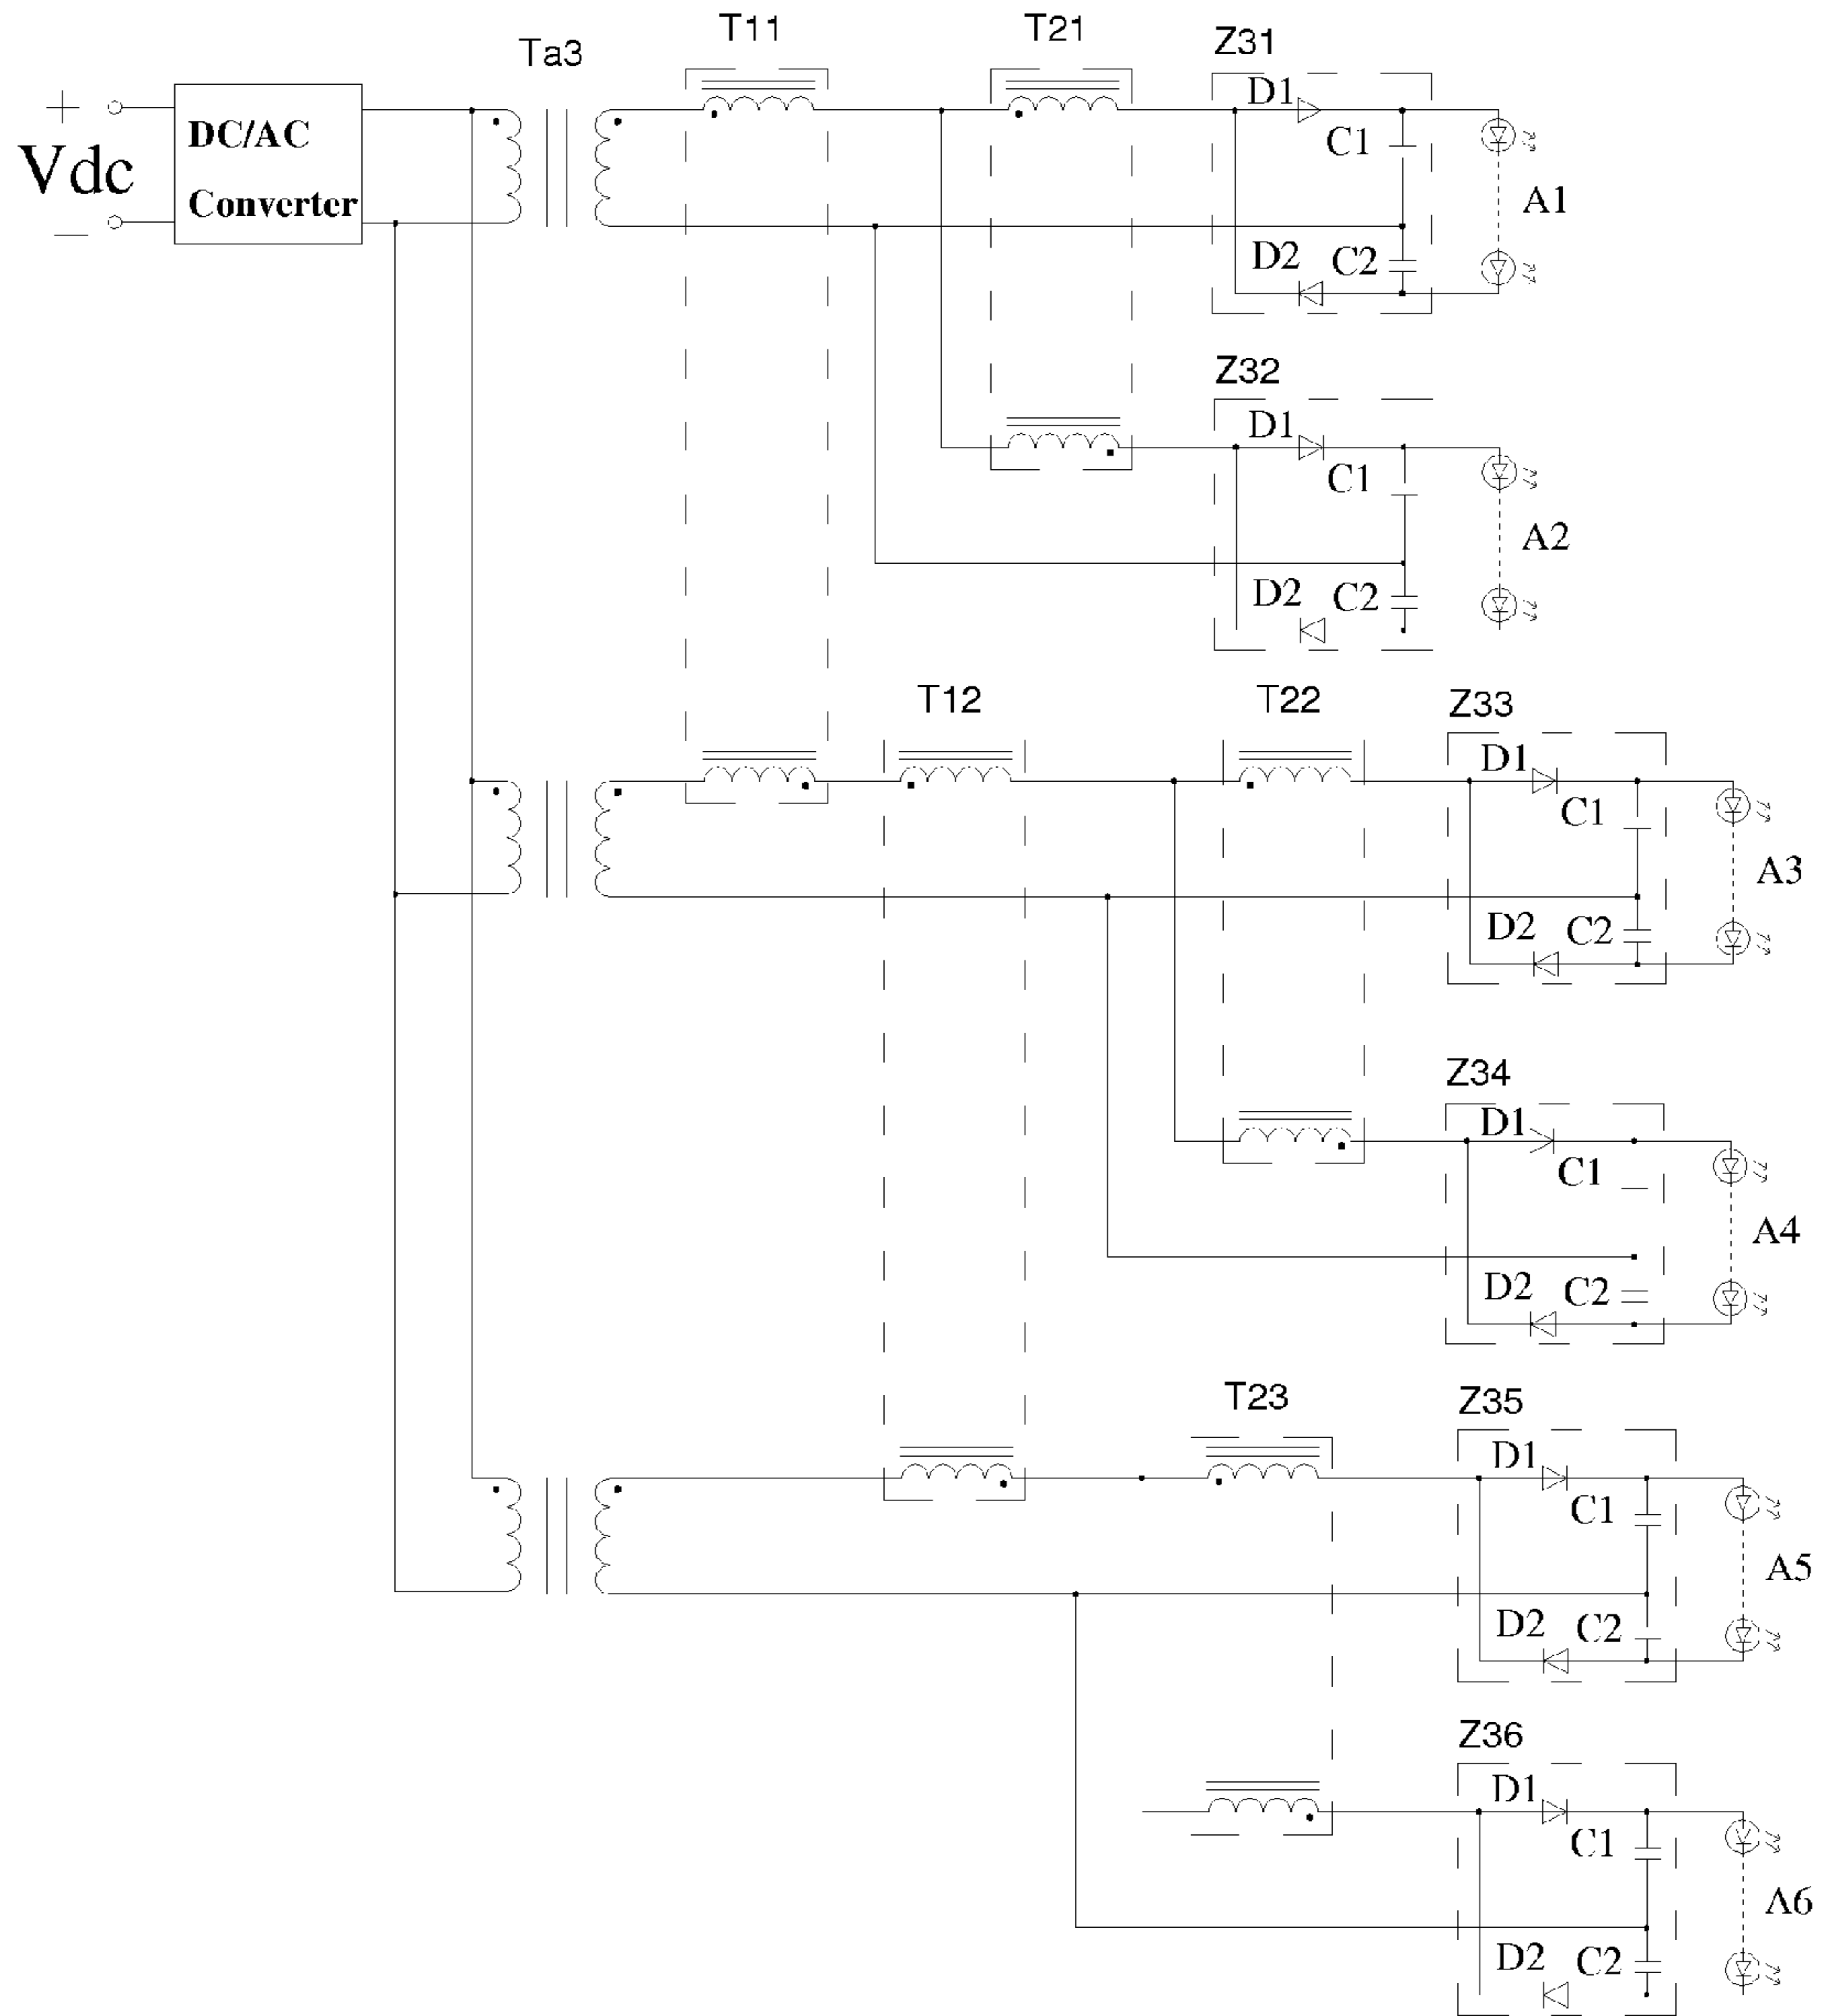 T11
T21
Ta3
Z31
+
Vdc
−
DC/AC
Converter
D1
C1
A1
D2
C2
Z32
D1
C1
A2
D2
C2
T12
T22
Z33
D1
C1
A3
D2
C2
Z34
D1
C1
A4
D2
C2
T23
Z35
D1
C1
A5
D2
C2
Z36
D1
C1
A6
D2
C2